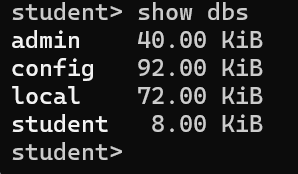 student> show dbs
admin    40.00 KiB
config   92.00 KiB
local    72.00 KiB
student   8.00 KiB
student>